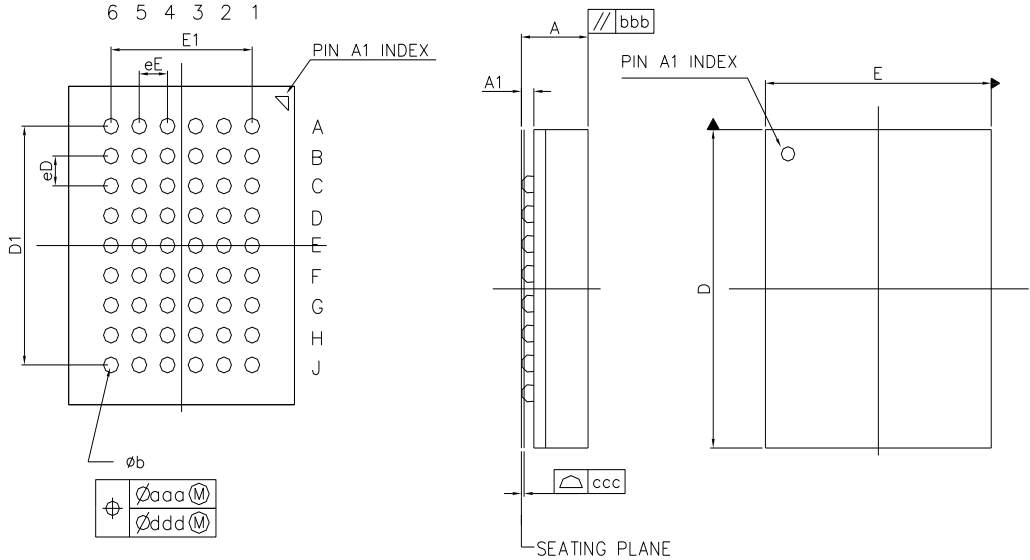 6 5 4 3 2 1
E1
eE
PIN A1 INDEX
A
B
C
D
E
F
G
H
J
eD
D1
øb
Øaaa Ⓜ
Øddd Ⓜ
A
// bbb
A1
ccc
SEATING PLANE
PIN A1 INDEX
E
D